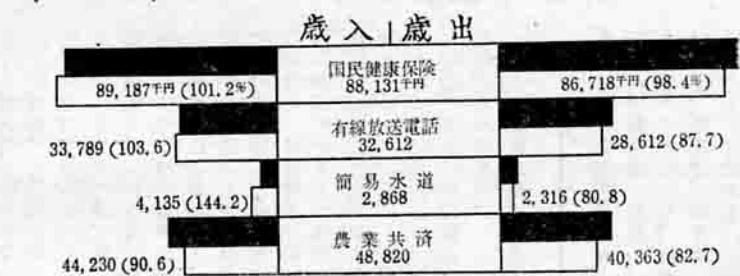 歳入 歳出
国民健康保険
88,131千円
89,187千円 (101.2%)
86,718千円 (98.4%)
有線放送電話
32,612
33,789 (103.6)
28,612 (87.7)
簡易水道
2,868
4,135 (144.2)
2,316 (80.8)
農業共済
48,820
44,230 (90.6)
40,363 (82.7)